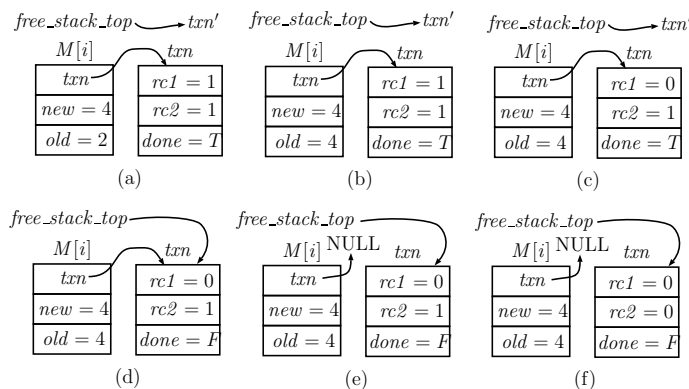 free_stack_top txn′
M[i] txn
txn rc1 = 1
new = 4 rc2 = 1
old = 2 done = T
(a)
free_stack_top txn′
M[i] txn
txn rc1 = 1
new = 4 rc2 = 1
old = 4 done = T
(b)
free_stack_top txn′
M[i] txn
txn rc1 = 0
new = 4 rc2 = 1
old = 4 done = T
(c)
free_stack_top
M[i] txn
txn rc1 = 0
new = 4 rc2 = 1
old = 4 done = F
(d)
free_stack_top
M[i] NULL txn
txn rc1 = 0
new = 4 rc2 = 1
old = 4 done = F
(e)
free_stack_top
M[i] NULL txn
txn rc1 = 0
new = 4 rc2 = 0
old = 4 done = F
(f)